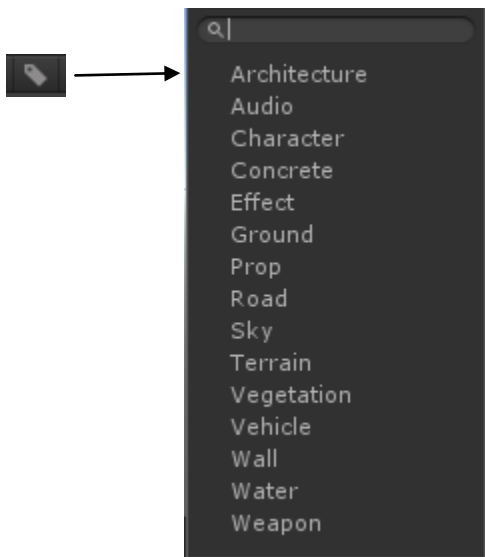 Architecture
Audio
Character
Concrete
Effect
Ground
Prop
Road
Sky
Terrain
Vegetation
Vehicle
Wall
Water
Weapon